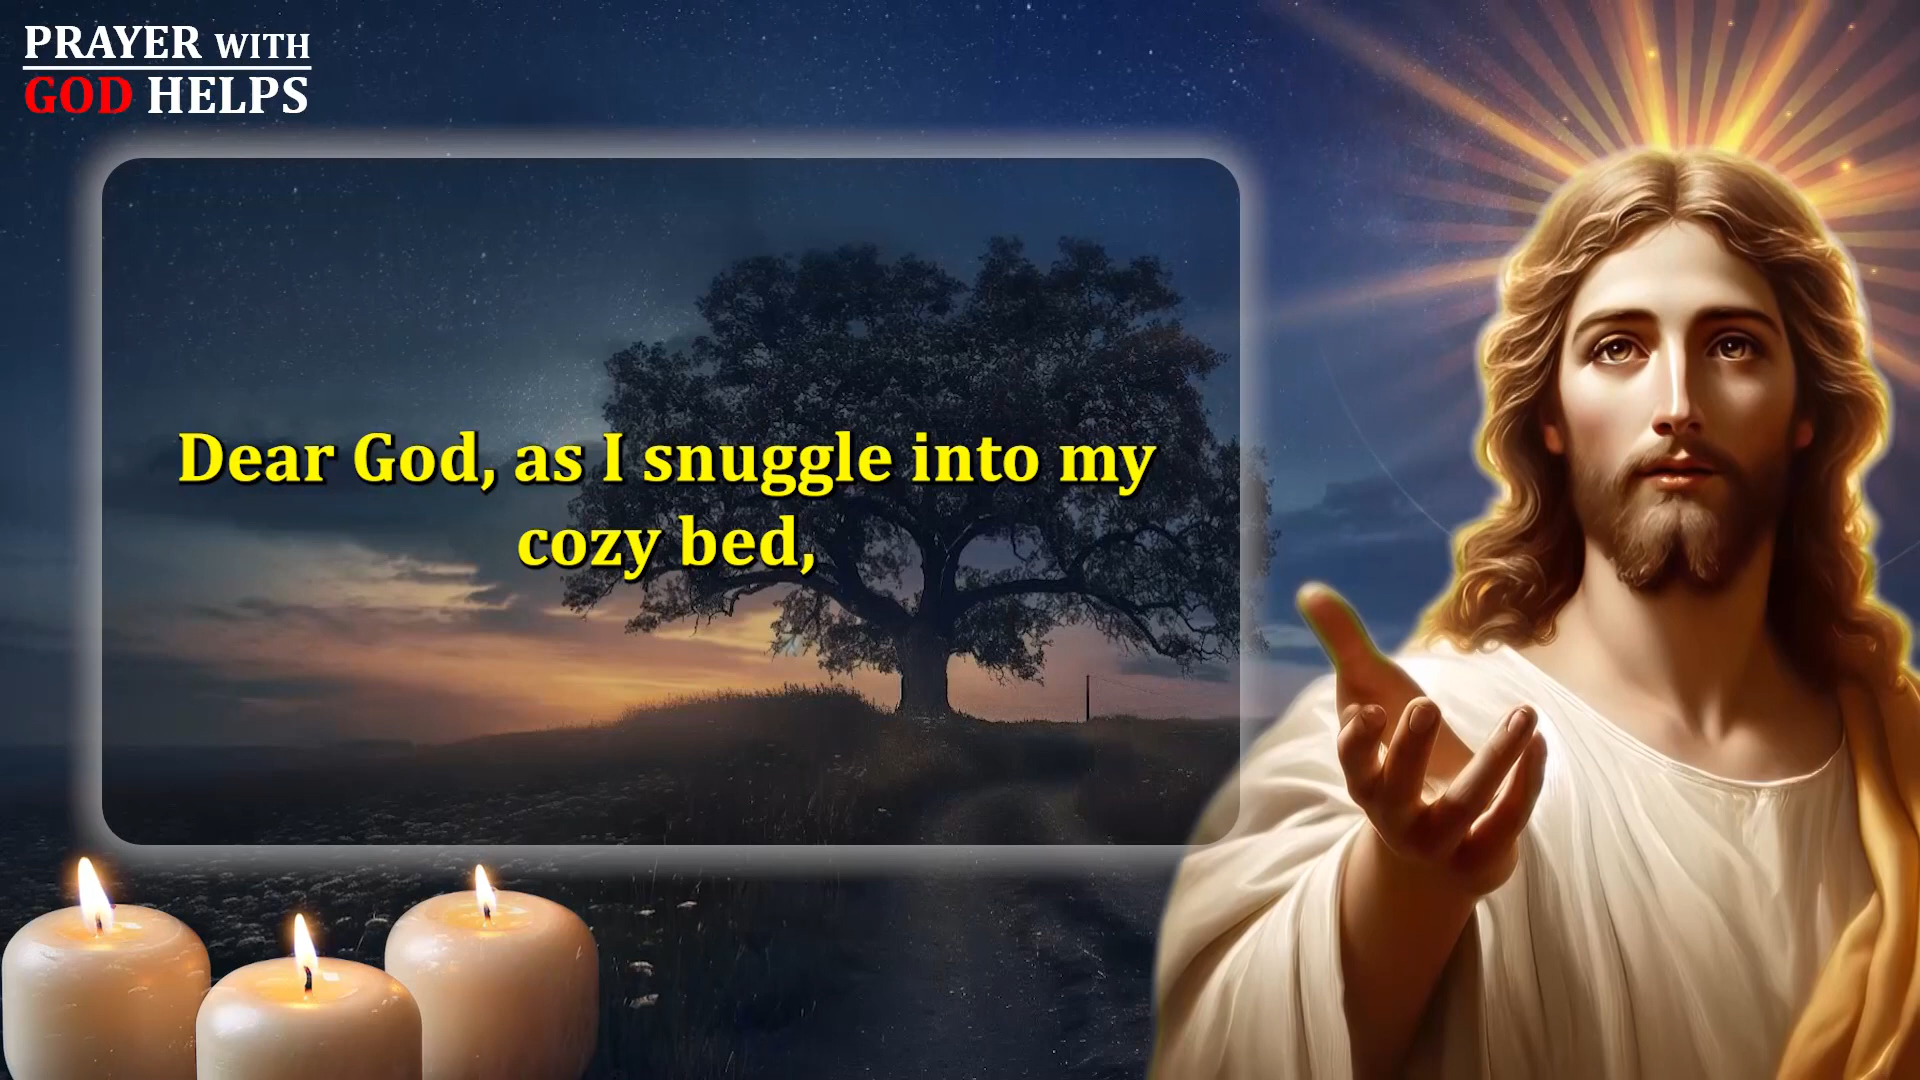 PRAYER WITH
GOD HELPS
Dear God, as I snuggle into my
cozy bed,